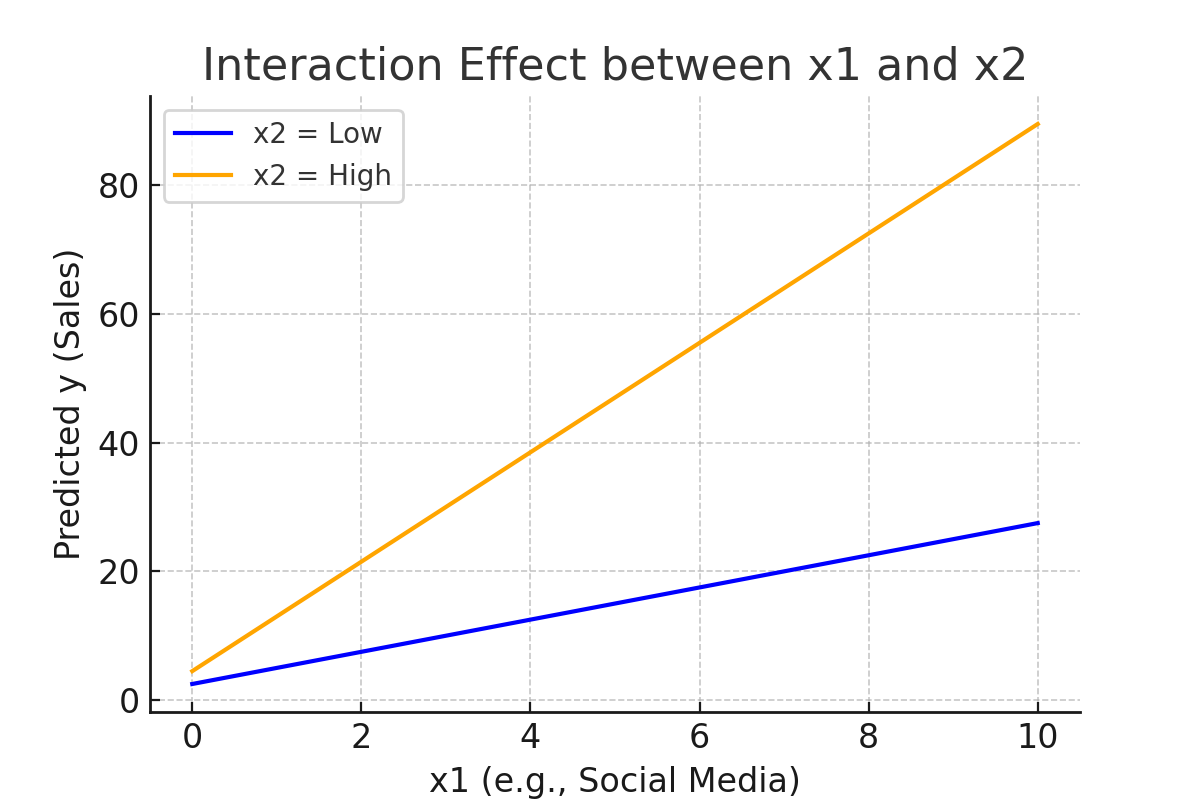 Interaction Effect between x1 and x2
x2 = Low
x2 = High
Predicted y (Sales)
80
60
40
20
0
0 2 4 6 8 10
x1 (e.g., Social Media)